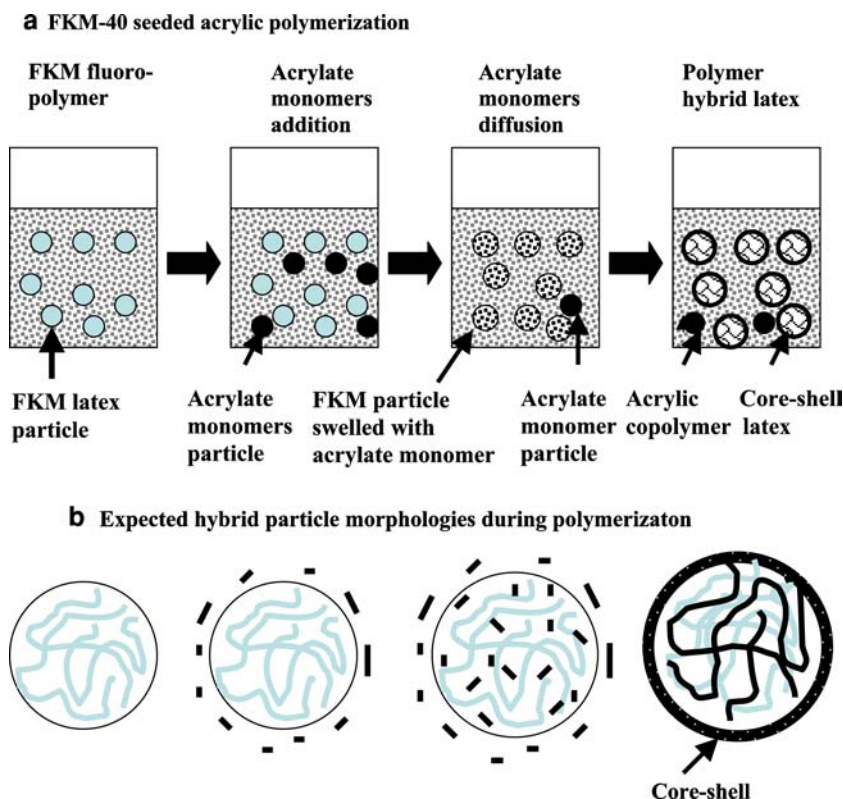 a FKM-40 seeded acrylic polymerization
FKM fluoro-
polymer
Acrylate
monomers
addition
Acrylate
monomers
diffusion
Polymer
hybrid latex
FKM latex
particle
Acrylate
monomers
particle
FKM particle
swelled with
acrylate monomer
Acrylate
monomer
particle
Acrylic
copolymer
Core-shell
latex
b Expected hybrid particle morphologies during polymerizaton
Core-shell